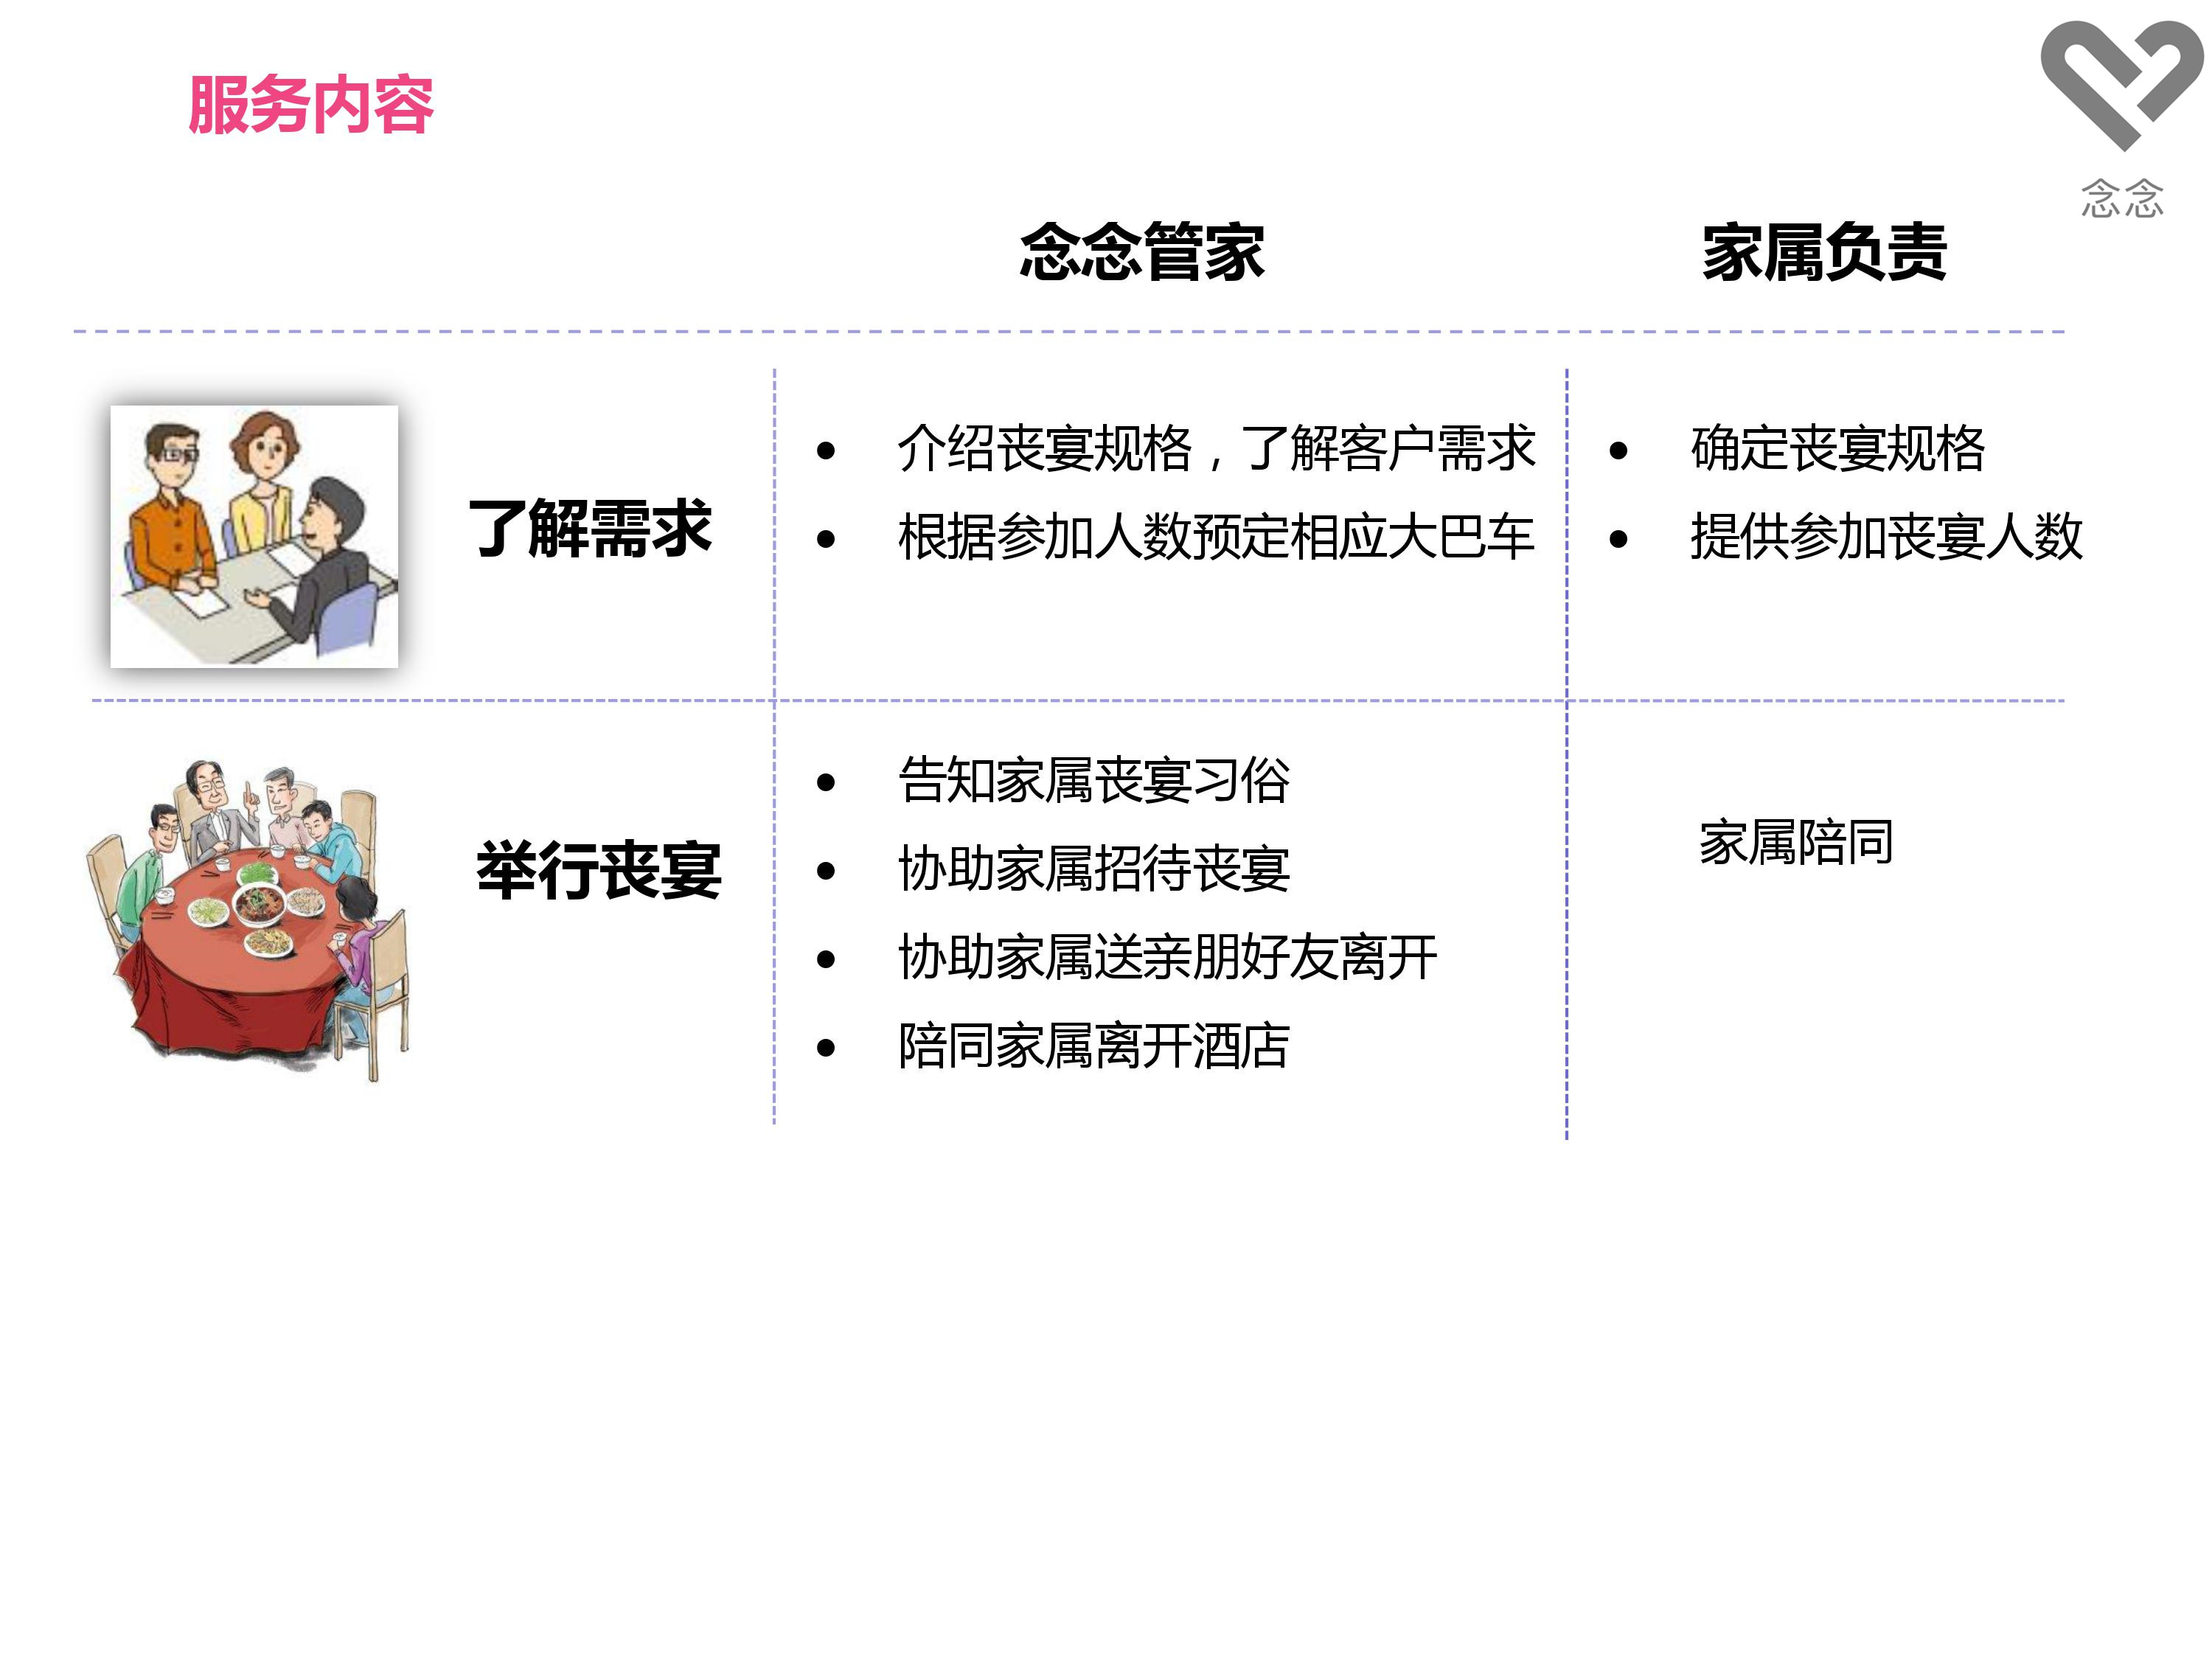 服务内容
念念
念念管家
家属负责
了解需求
介绍丧宴规格，了解客户需求
根据参加人数预定相应大巴车
确定丧宴规格
提供参加丧宴人数
举行丧宴
告知家属丧宴习俗
协助家属招待丧宴
协助家属送亲朋好友离开
陪同家属离开酒店
家属陪同